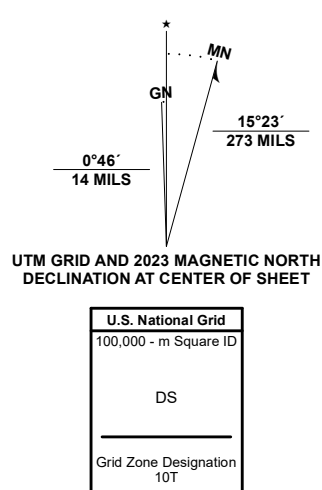 MN
GN
15°23´
273 MILS
0°46´
14 MILS
UTM GRID AND 2023 MAGNETIC NORTH
DECLINATION AT CENTER OF SHEET
U.S. National Grid
100,000 - m Square ID
DS
Grid Zone Designation
10T